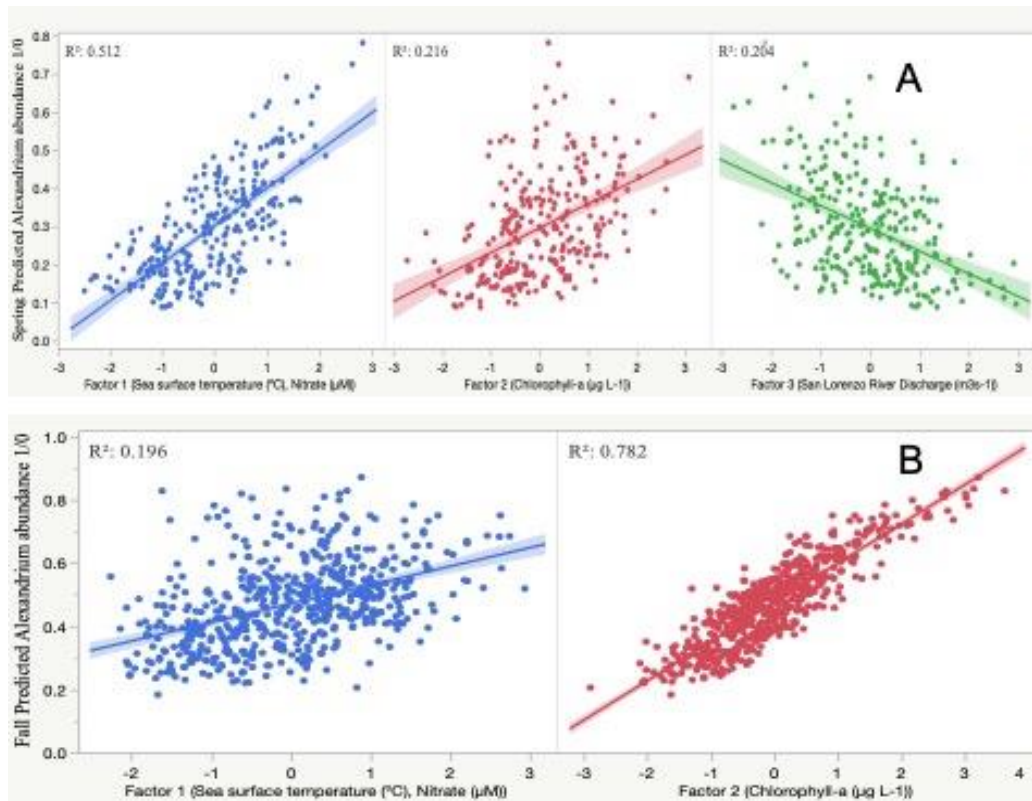 Spring Predicted Alexandrium abundance 1/0
0.8
0.7
0.6
0.5
0.4
0.3
0.2
0.1
0.0
R²: 0.512
R²: 0.216
R²: 0.204
A
-3 -2 -1 0 1 2 3
-3 -2 -1 0 1 2 3
-3 -2 -1 0 1 2 3
Factor 1 (Sea surface temperature (ºC), Nitrate (µM))
Factor 2 (Chlorophyll-a (µg L-1)
Factor 3 (San Lorenzo River Discharge (m3s-1)
Fall Predicted Alexandrium abundance 1/0
1.0
0.8
0.6
0.4
0.2
0.0
R²: 0.196
R²: 0.782
B
-2 -1 0 1 2 3
-3 -2 -1 0 1 2 3 4
Factor 1 (Sea surface temperature (ºC), Nitrate (µM))
Factor 2 (Chlorophyll-a (µg L-1)